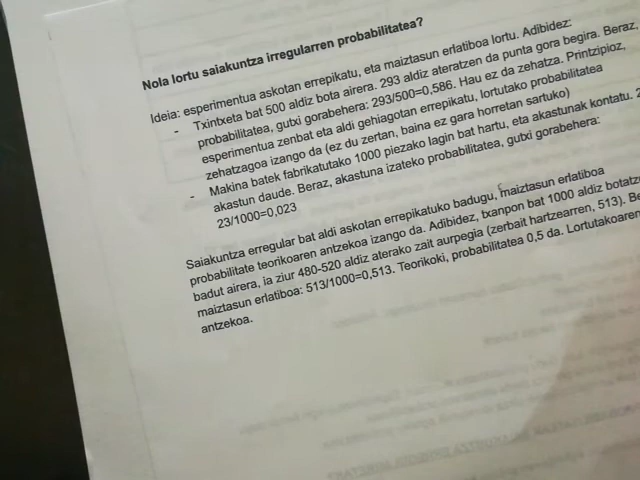 Nola lortu saiakuntza irregularren probabilitatea?
Ideia: esperimentua askotan errepikatu, eta maiztasun erlatiboa lortu. Adibidez:
- Txintxeta bat 500 aldiz bota airera. 293 aldiz ateratzen da punta gora begira. Beraz,
probabilitatea, gutxi gorabehera: 293/500=0,586. Hau ez da zehatza. Printzipioz,
esperimentua zenbat eta aldi gehiagotan errepikatu, lortutako probabilitatea
zehatzagoa izango da (ez du zertan, baina ez gara horretan sartuko)
- Makina batek fabrikatutako 1000 piezako lagin bat hartu, eta akastunak kontatu. 2
akastun daude. Beraz, akastuna izateko probabilitatea, gutxi gorabehera:
23/1000=0,023
Saiakuntza erregular bat aldi askotan errepikatuko badugu, maiztasun erlatiboa
probabilitate teorikoaren antzekoa izango da. Adibidez, txanpon bat 1000 aldiz botatzen
badut airera, ia ziur 480-520 aldiz aterako zait aurpegia (zerbait hartzearren, 513). Be
maiztasun erlatiboa: 513/1000=0,513. Teorikoki, probabilitatea 0,5 da. Lortutakoaren
antzekoa.